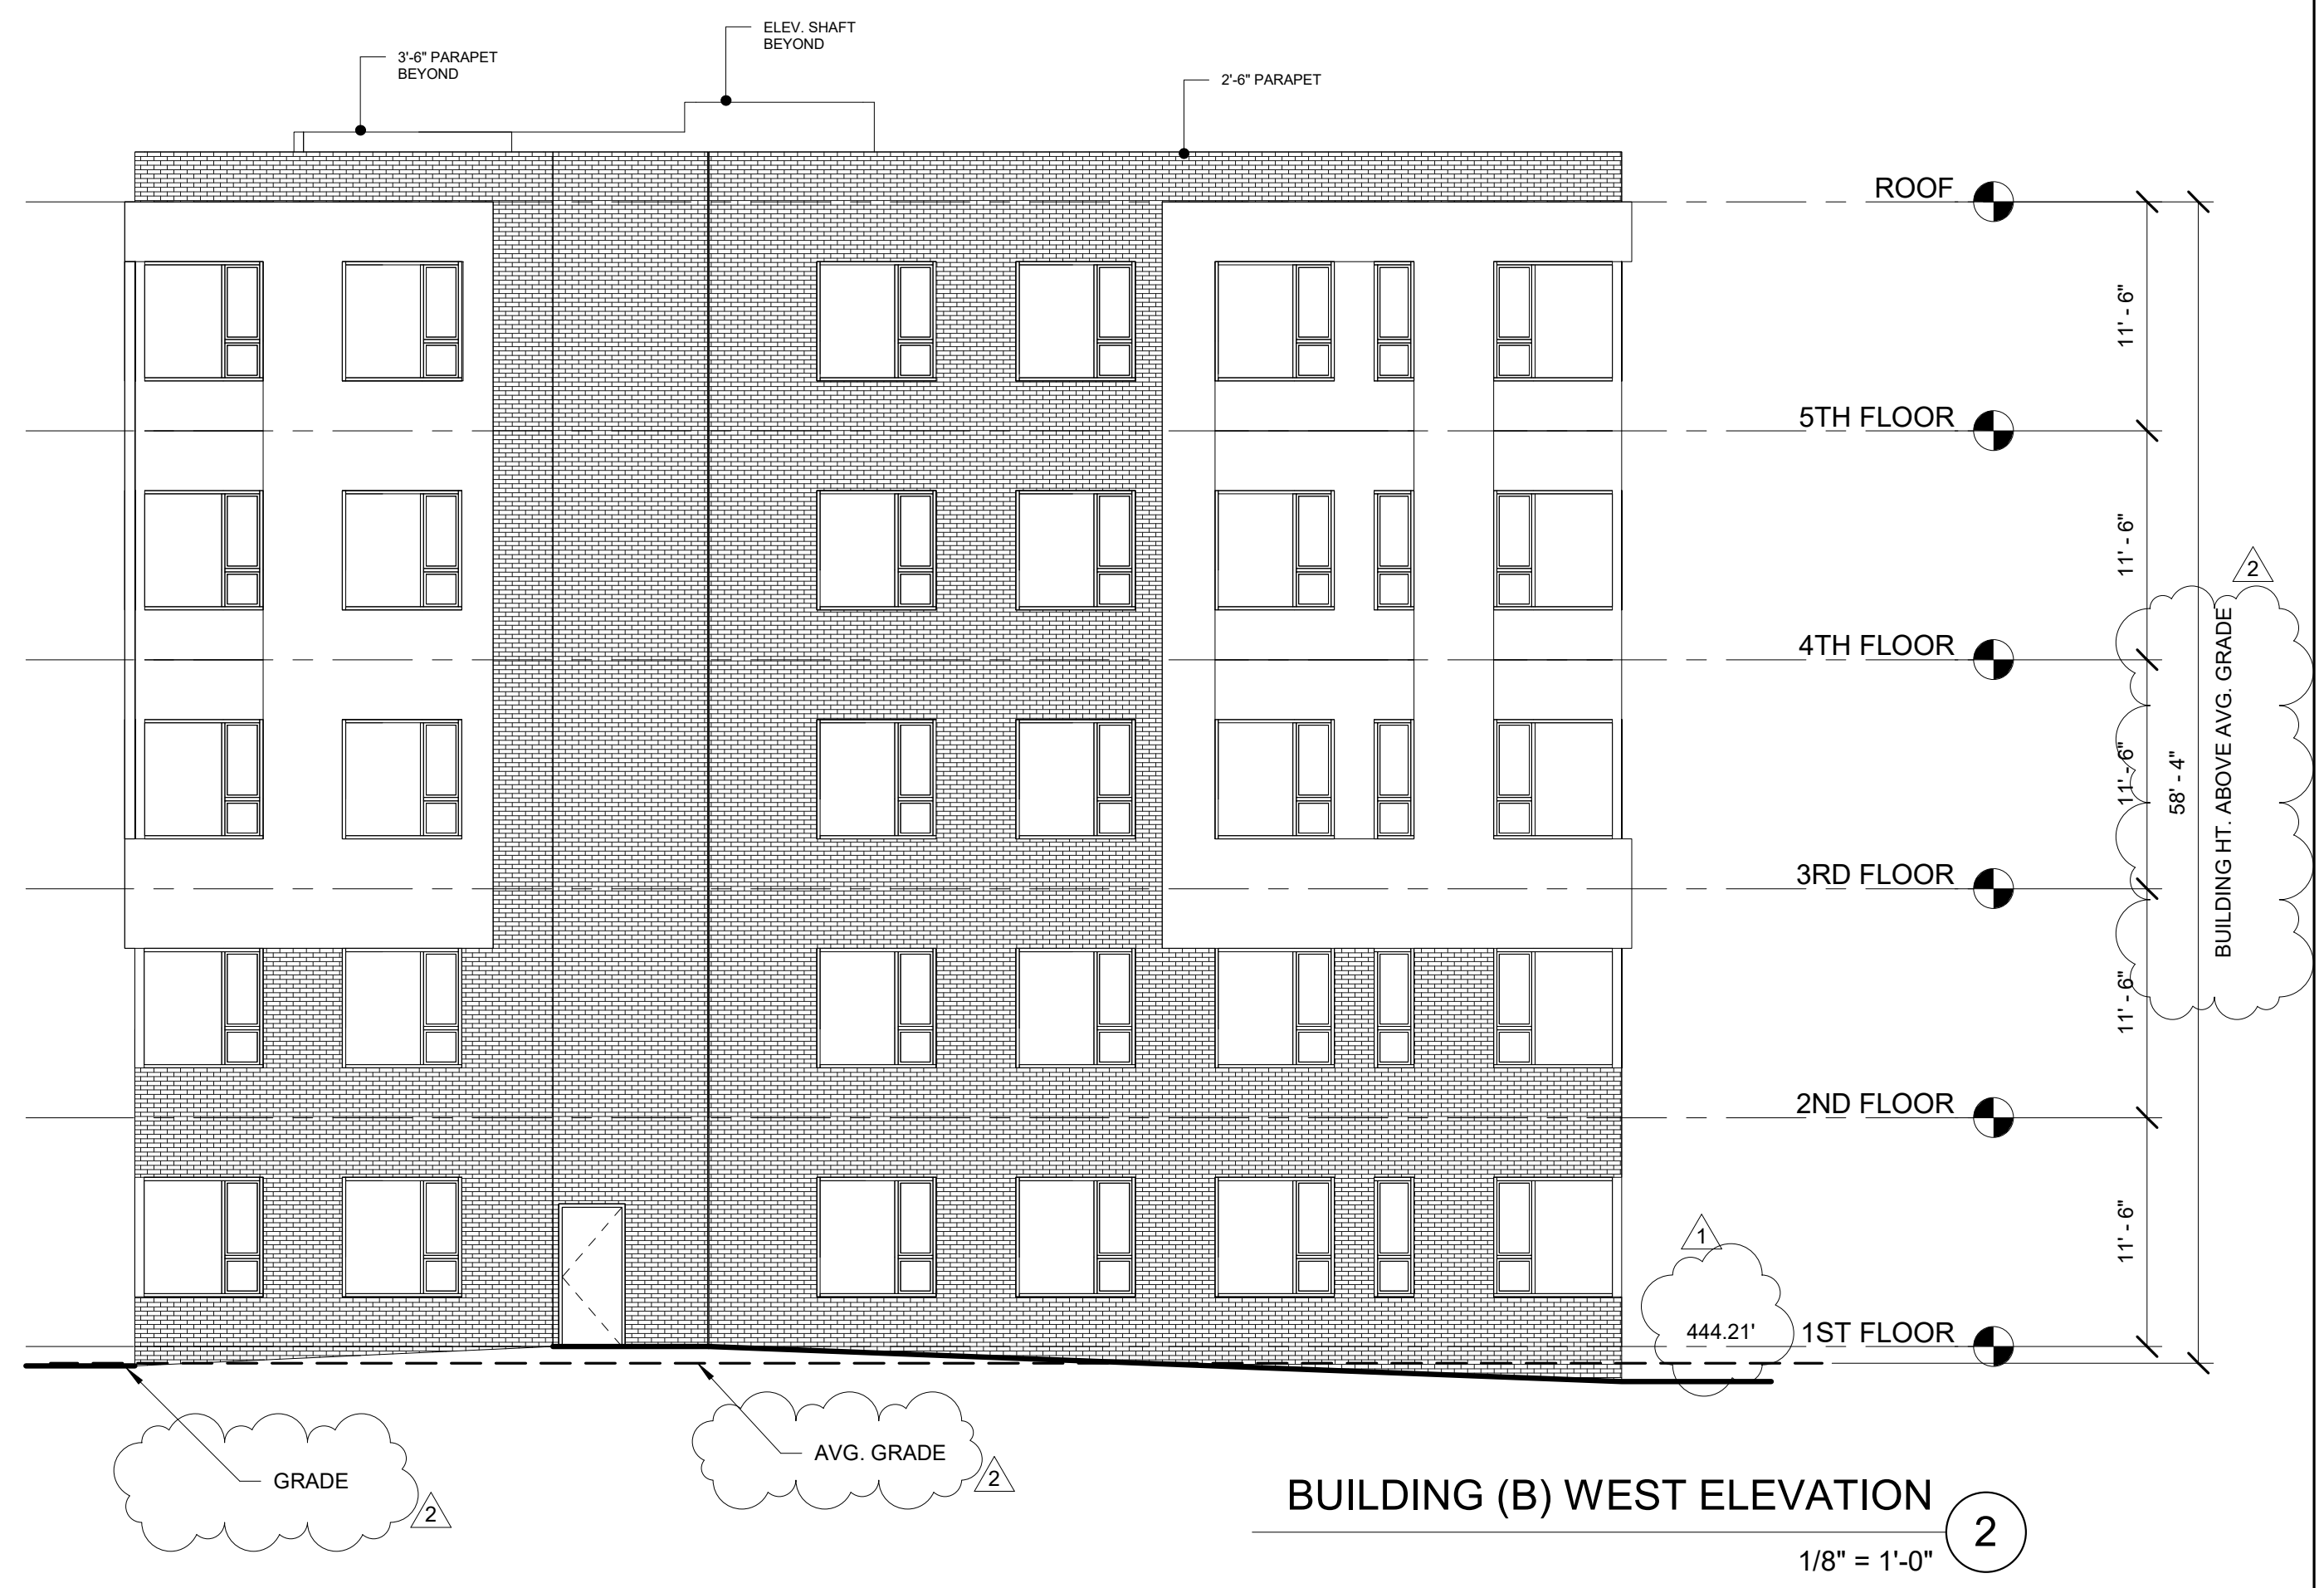 ELEV. SHAFT
BEYOND
3'-6" PARAPET
BEYOND
2'-6" PARAPET
ROOF
11' - 6"
5TH FLOOR
11' - 6"
2
4TH FLOOR
11' - 6"
58' - 4"
BUILDING HT. ABOVE AVG. GRADE
3RD FLOOR
11' - 6"
2ND FLOOR
11' - 6"
1
444.21'
1ST FLOOR
GRADE
2
AVG. GRADE
2
BUILDING (B) WEST ELEVATION
2
1/8" = 1'-0"